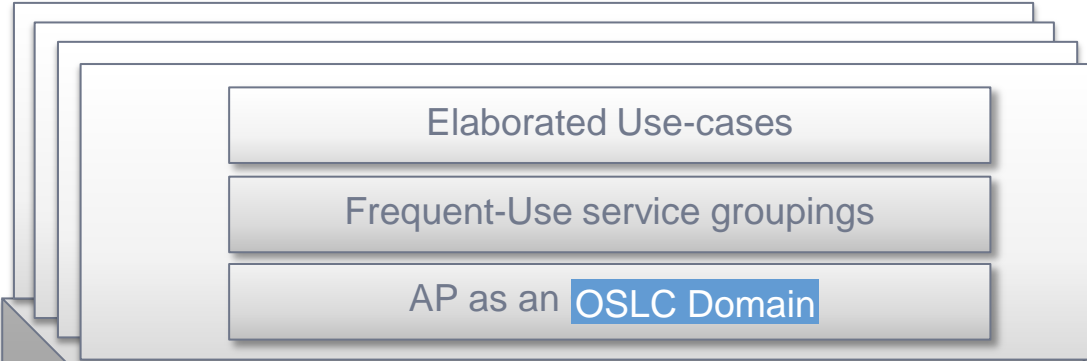 Elaborated Use-cases
Frequent-Use service groupings
AP as an OSLC Domain